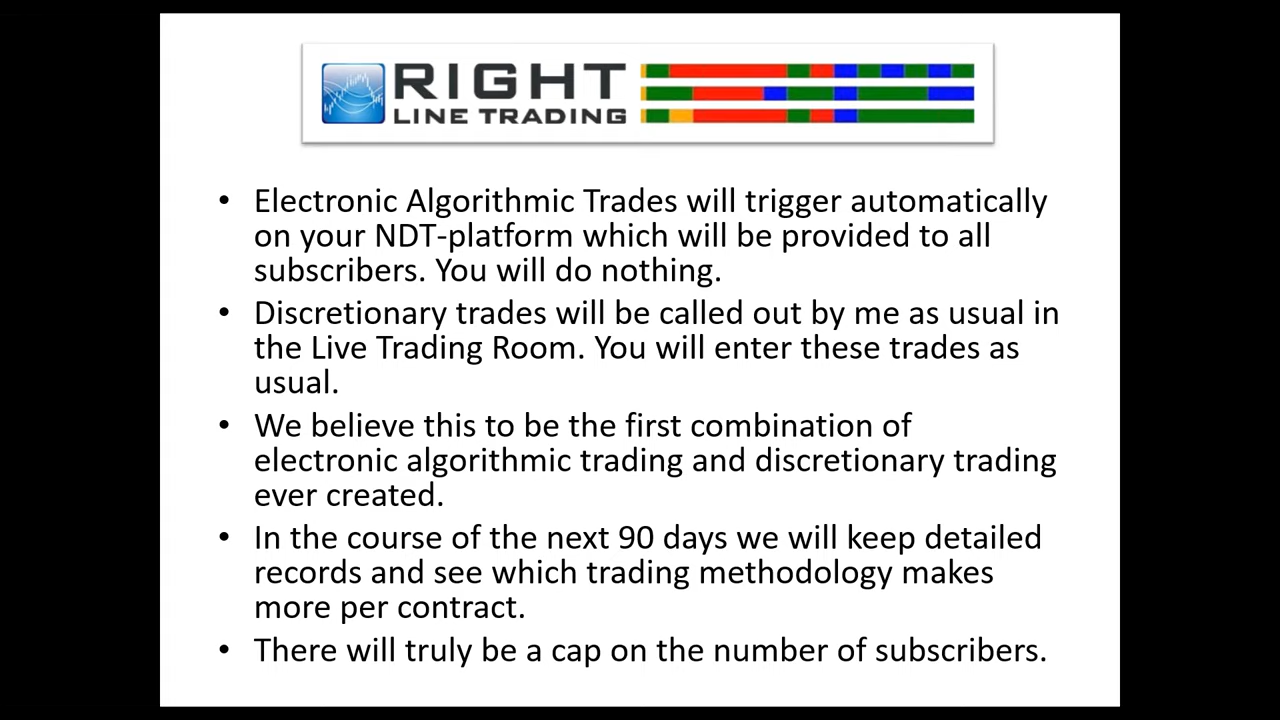 RIGHT
LINE TRADING
• Electronic Algorithmic Trades will trigger automatically
on your NDT-platform which will be provided to all
subscribers. You will do nothing.
• Discretionary trades will be called out by me as usual in
the Live Trading Room. You will enter these trades as
usual.
• We believe this to be the first combination of
electronic algorithmic trading and discretionary trading
ever created.
• In the course of the next 90 days we will keep detailed
records and see which trading methodology makes
more per contract.
• There will truly be a cap on the number of subscribers.